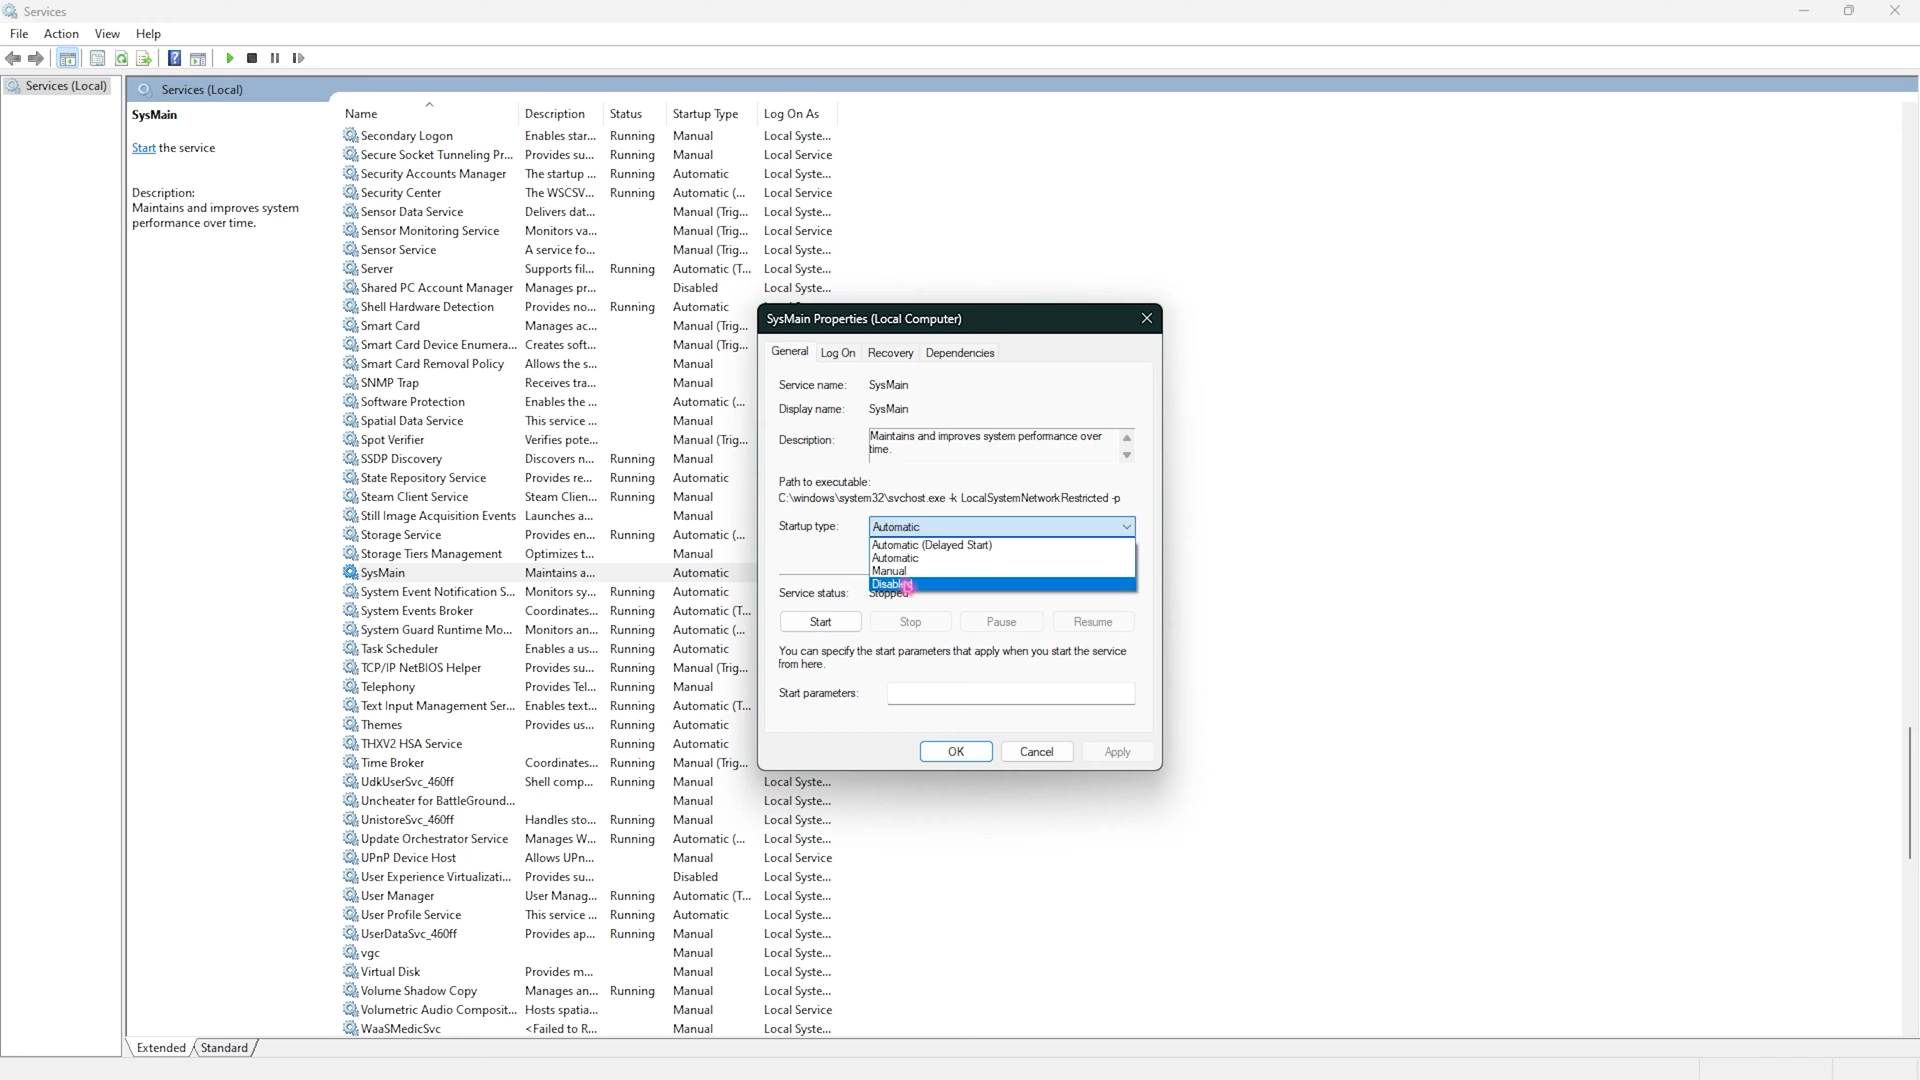 Services
File Action View Help
Services (Local)
Services (Local)
SysMain
Start the service
Description:
Maintains and improves system
performance over time.
Name Description Status Startup Type Log On As
Secondary Logon Enables star... Running Manual Local Syste...
Secure Socket Tunneling Pr... Provides su... Running Manual Local Service
Security Accounts Manager The startup ... Running Automatic Local Syste...
Security Center The WSCSV... Running Automatic (... Local Service
Sensor Data Service Delivers dat... Manual (Trig... Local Syste...
Sensor Monitoring Service Monitors va... Manual (Trig... Local Service
Sensor Service A service fo... Manual (Trig... Local Syste...
Server Supports fil... Running Automatic (T... Local Syste...
Shared PC Account Manager Manages pr... Disabled Local Syste...
Shell Hardware Detection Provides no... Running Automatic
Smart Card Manages ac... Manual (Trig...
Smart Card Device Enumera... Creates soft... Manual (Trig...
Smart Card Removal Policy Allows the s... Manual
SNMP Trap Receives tra... Manual
Software Protection Enables the ... Automatic (...
Spatial Data Service This service ... Manual
Spot Verifier Verifies pote... Manual (Trig...
SSDP Discovery Discovers n... Running Manual
State Repository Service Provides re... Running Automatic
Steam Client Service Steam Clien... Running Manual
Still Image Acquisition Events Launches a... Manual
Storage Service Provides en... Running Automatic (...
Storage Tiers Management Optimizes t... Manual
SysMain Maintains a... Automatic
System Event Notification S... Monitors sy... Running Automatic
System Events Broker Coordinates... Running Automatic (T...
System Guard Runtime Mo... Monitors an... Running Automatic (...
Task Scheduler Enables a us... Running Automatic
TCP/IP NetBIOS Helper Provides su... Running Manual (Trig...
Telephony Provides Tel... Running Manual
Text Input Management Ser... Enables text... Running Automatic (T...
Themes Provides us... Running Automatic
THXV2 HSA Service Running Automatic
Time Broker Coordinates... Running Manual (Trig...
UdkUserSvc_460ff Shell comp... Running Manual Local Syste...
Uncheater for BattleGround... Manual Local Syste...
UnistoreSvc_460ff Handles sto... Running Manual Local Syste...
Update Orchestrator Service Manages W... Running Automatic (... Local Syste...
UPnP Device Host Allows UPn... Manual Local Service
User Experience Virtualizati... Provides su... Disabled Local Syste...
User Manager User Manag... Running Automatic (T... Local Syste...
User Profile Service This service ... Running Automatic Local Syste...
UserDataSvc_460ff Provides ap... Running Manual Local Syste...
vgc Manual Local Syste...
Virtual Disk Provides m... Manual Local Syste...
Volume Shadow Copy Manages an... Running Manual Local Syste...
Volumetric Audio Composit... Hosts spatia... Manual Local Service
WaaSMedicSvc <Failed to R... Manual Local Syste...
Extended Standard
SysMain Properties (Local Computer)
General Log On Recovery Dependencies
Service name: SysMain
Display name: SysMain
Description: Maintains and improves system performance over
time.
Path to executable:
C:\windows\system32\svchost.exe -k LocalSystemNetworkRestricted -p
Startup type: Automatic
Automatic (Delayed Start)
Automatic
Manual
Disabled
Service status: Stopped
Start Stop Pause Resume
You can specify the start parameters that apply when you start the service
from here.
Start parameters:
OK Cancel Apply